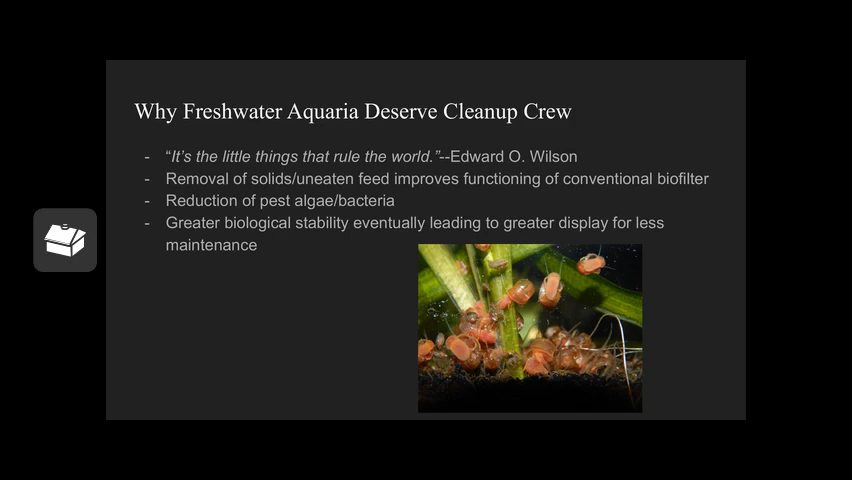 Why Freshwater Aquaria Deserve Cleanup Crew
- “It’s the little things that rule the world.”--Edward O. Wilson
- Removal of solids/uneaten feed improves functioning of conventional biofilter
- Reduction of pest algae/bacteria
- Greater biological stability eventually leading to greater display for less
maintenance